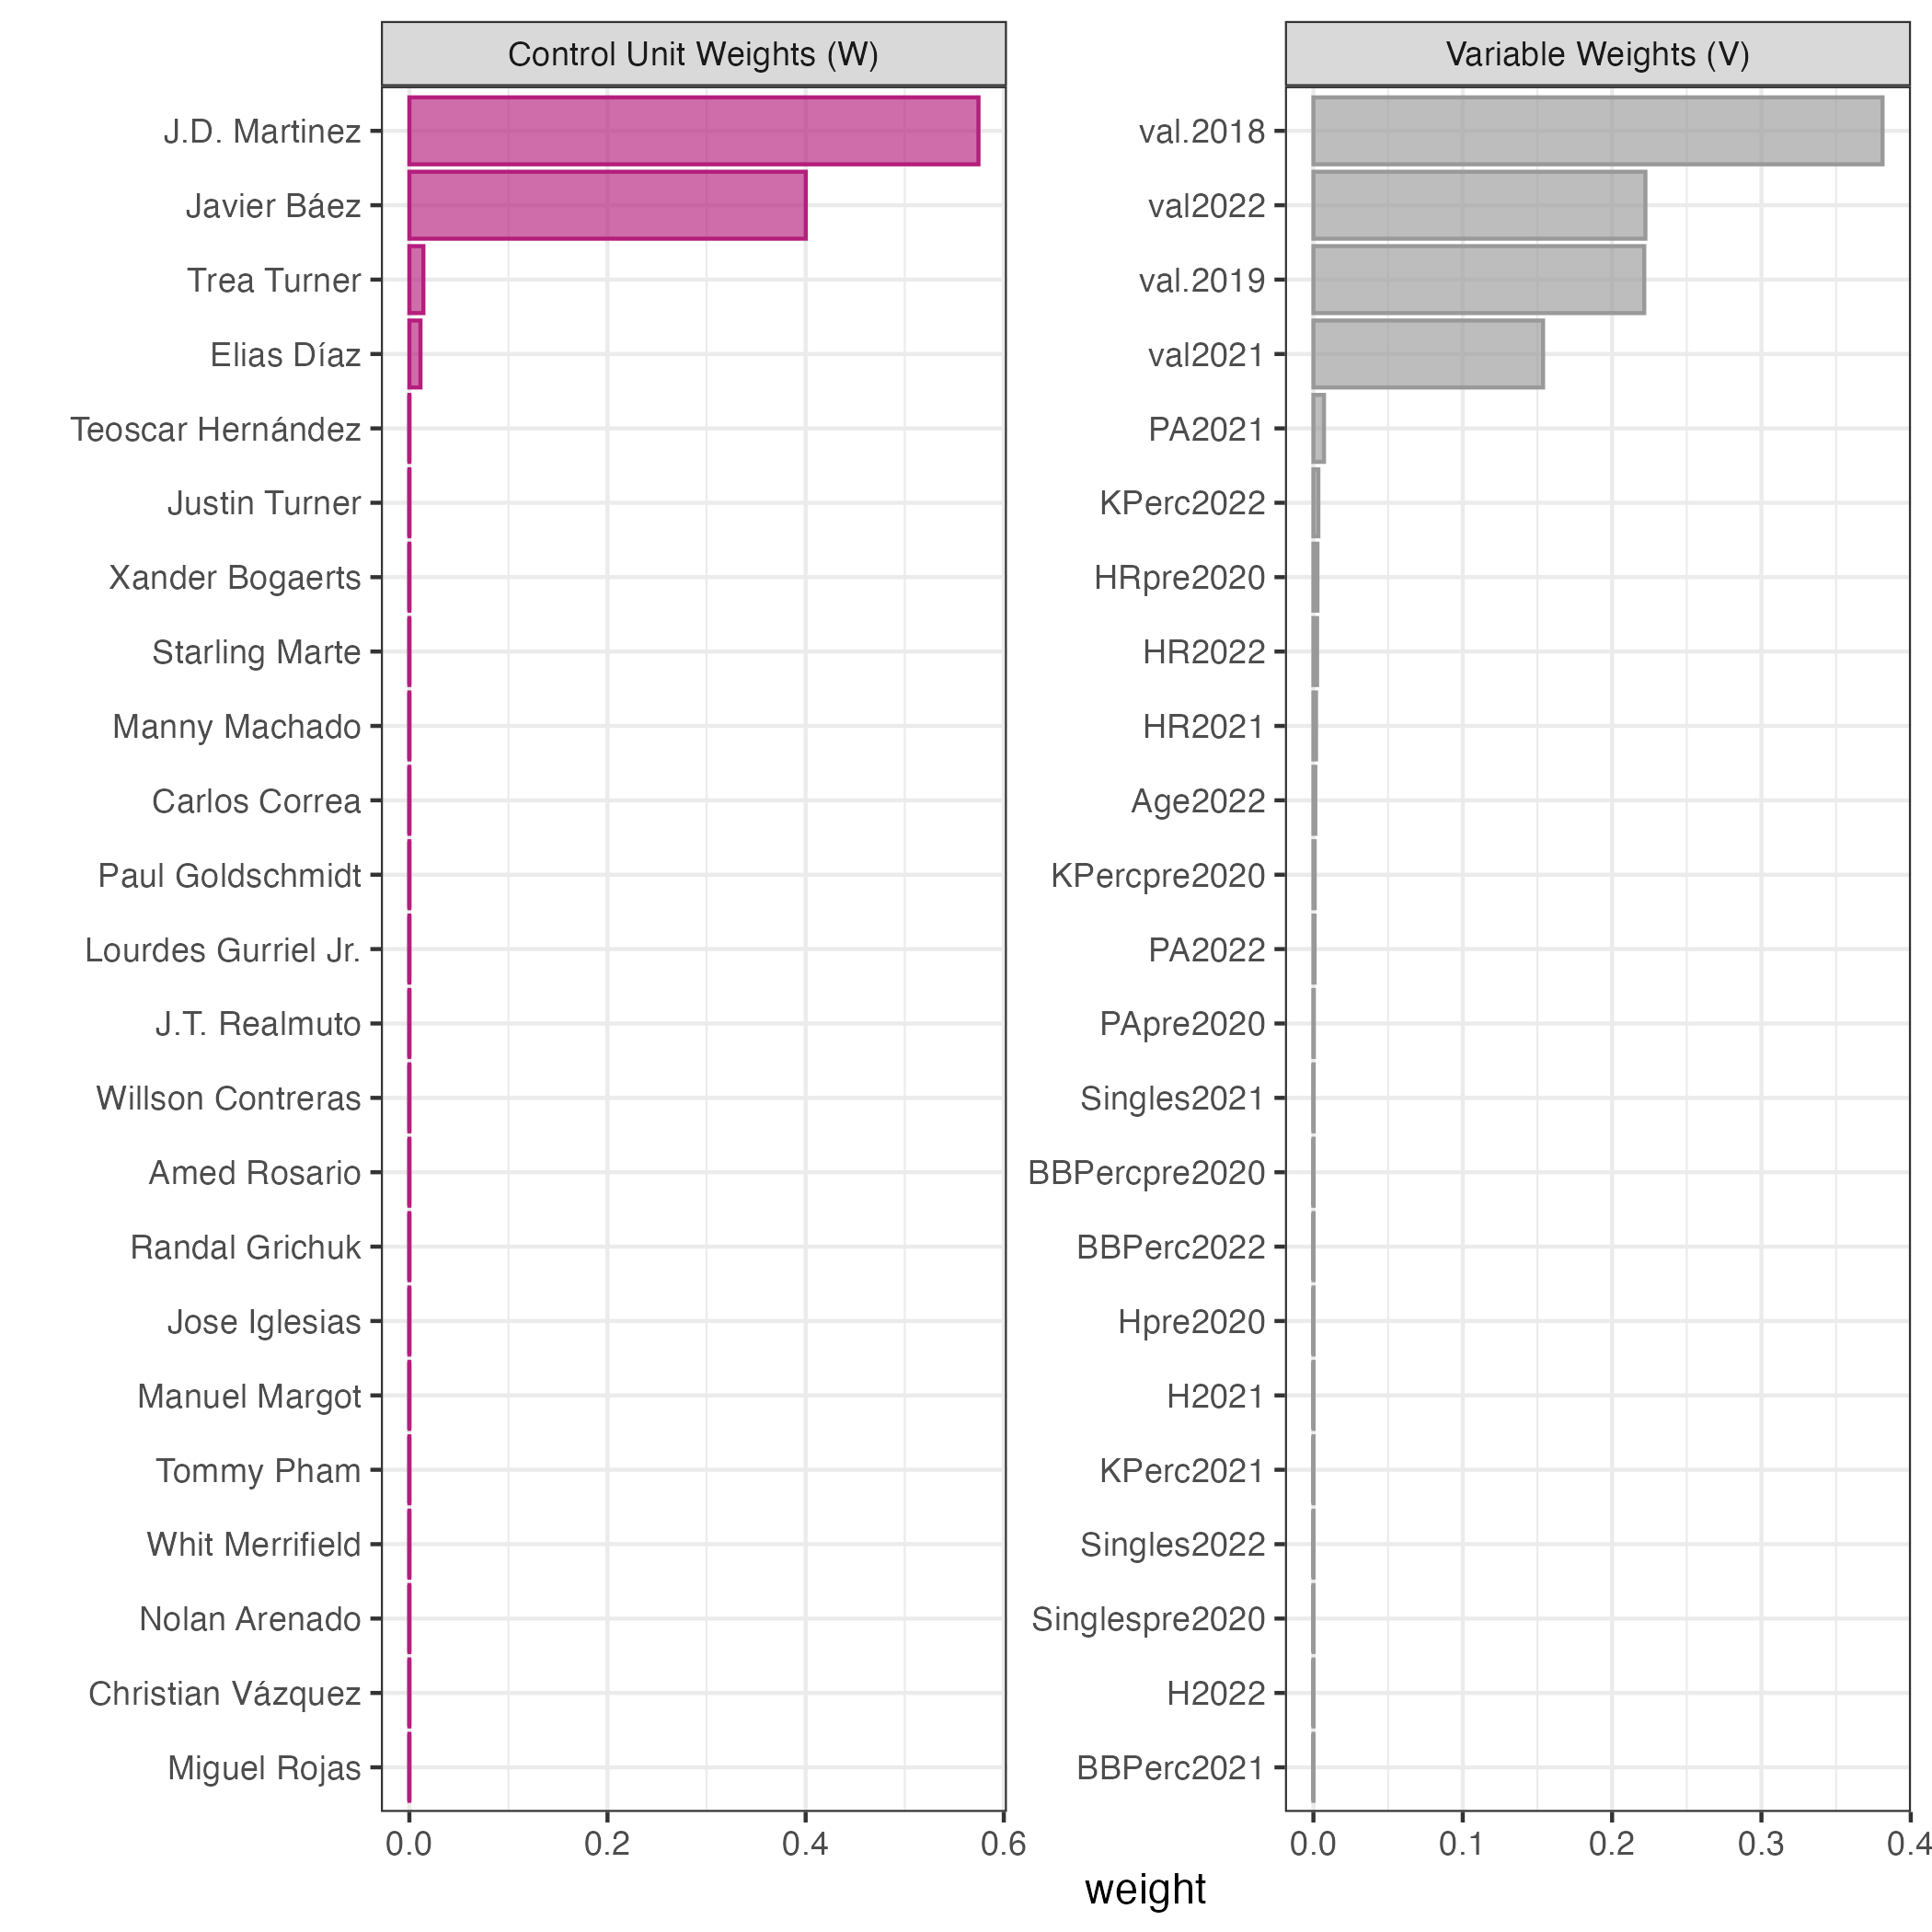 Control Unit Weights (W)
J.D. Martinez
Javier Báez
Trea Turner
Elias Díaz
Teoscar Hernández
Justin Turner
Xander Bogaerts
Starling Marte
Manny Machado
Carlos Correa
Paul Goldschmidt
Lourdes Gurriel Jr.
J.T. Realmuto
Willson Contreras
Amed Rosario
Randal Grichuk
Jose Iglesias
Manuel Margot
Tommy Pham
Whit Merrifield
Nolan Arenado
Christian Vázquez
Miguel Rojas
0.0 0.2 0.4 0.6
Variable Weights (V)
val.2018
val2022
val.2019
val2021
PA2021
KPerc2022
HRpre2020
HR2022
HR2021
Age2022
KPercpre2020
PA2022
PApre2020
Singles2021
BBPercpre2020
BBPerc2022
Hpre2020
H2021
KPerc2021
Singles2022
Singlespre2020
H2022
BBPerc2021
0.0 0.1 0.2 0.3 0.4
weight